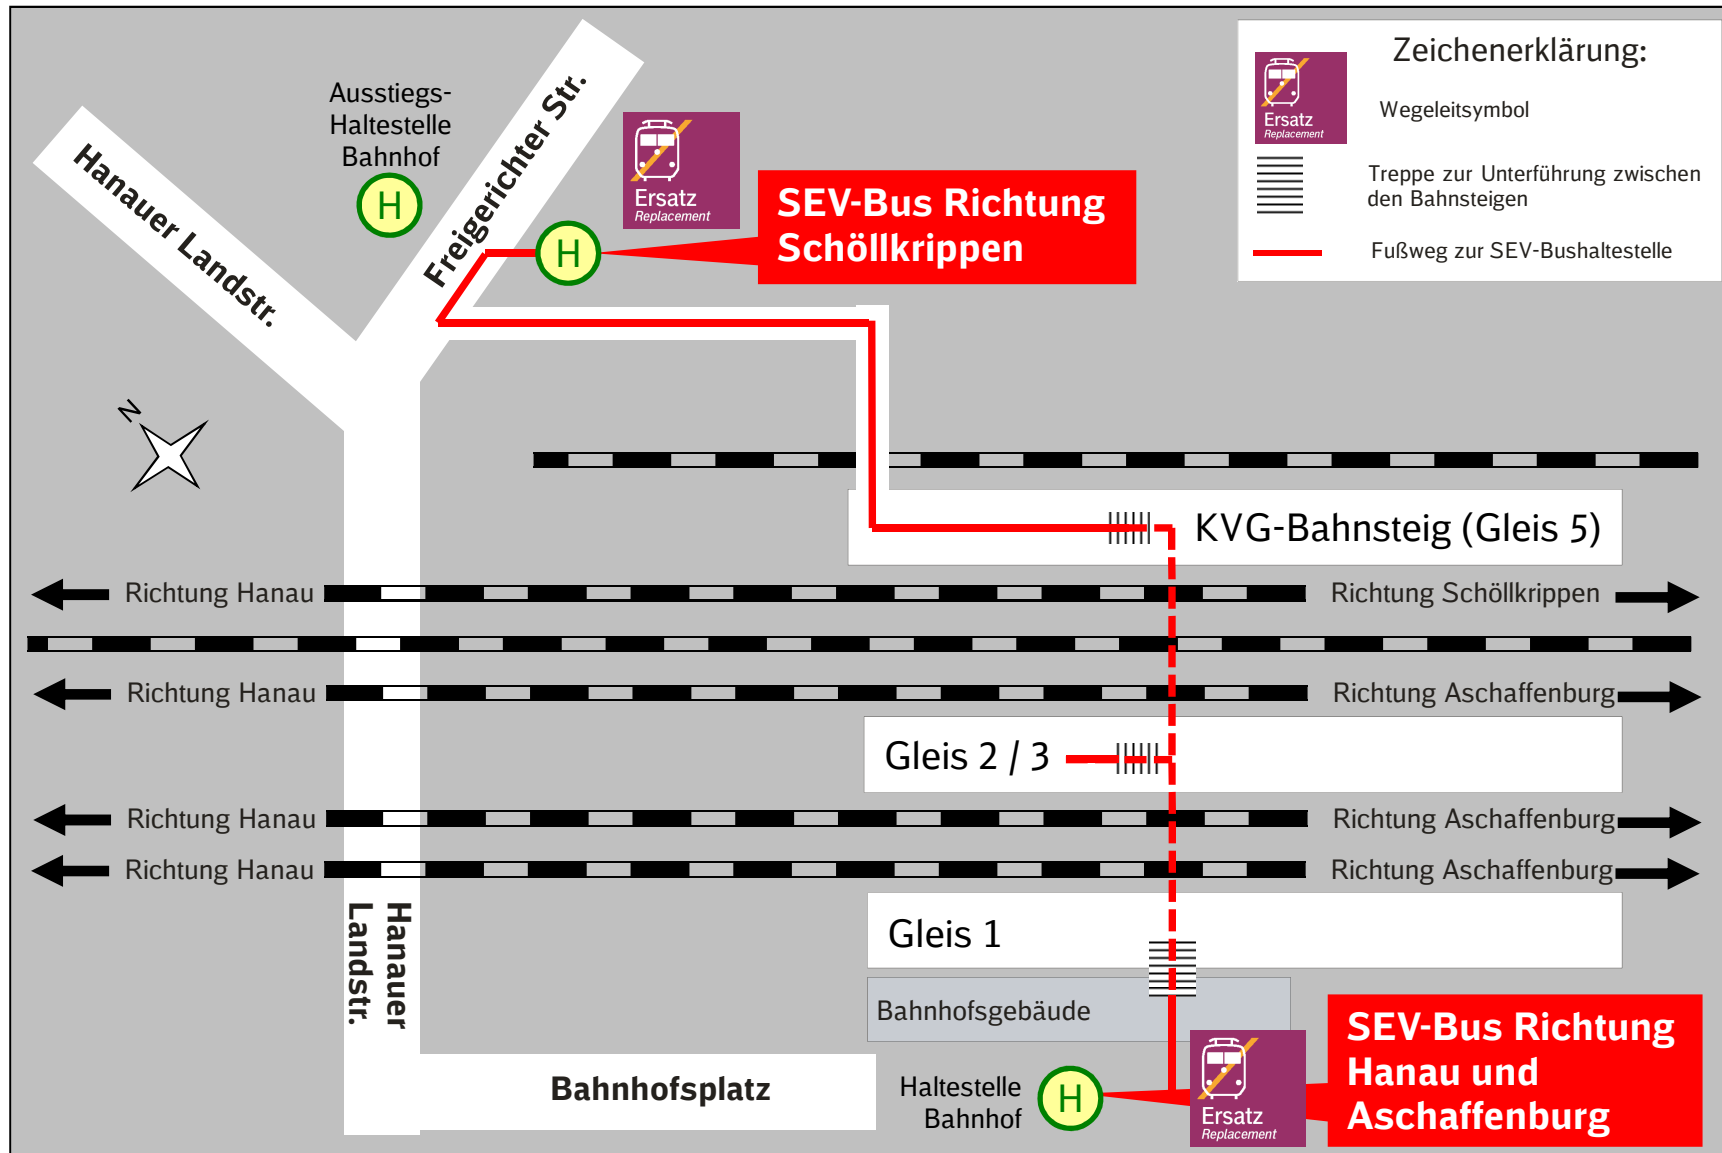 Zeichenerklärung:
Ersatz
Replacement
Wegeleitsymbol
Treppe zur Unterführung zwischen
den Bahnsteigen
Fußweg zur SEV-Bushaltestelle
Ausstiegs-
Haltestelle
Bahnhof
H
Hanauer Landstr.
Freigerichter Str.
Ersatz
Replacement
H
SEV-Bus Richtung
Schöllkrippen
N
KVG-Bahnsteig (Gleis 5)
Richtung Hanau
Richtung Schöllkrippen
Richtung Hanau
Richtung Aschaffenburg
Gleis 2 / 3
Richtung Hanau
Richtung Aschaffenburg
Richtung Hanau
Richtung Aschaffenburg
Hanauer
Landstr.
Gleis 1
Bahnhofsgebäude
Bahnhofsplatz
Haltestelle
Bahnhof
H
Ersatz
Replacement
SEV-Bus Richtung
Hanau und
Aschaffenburg